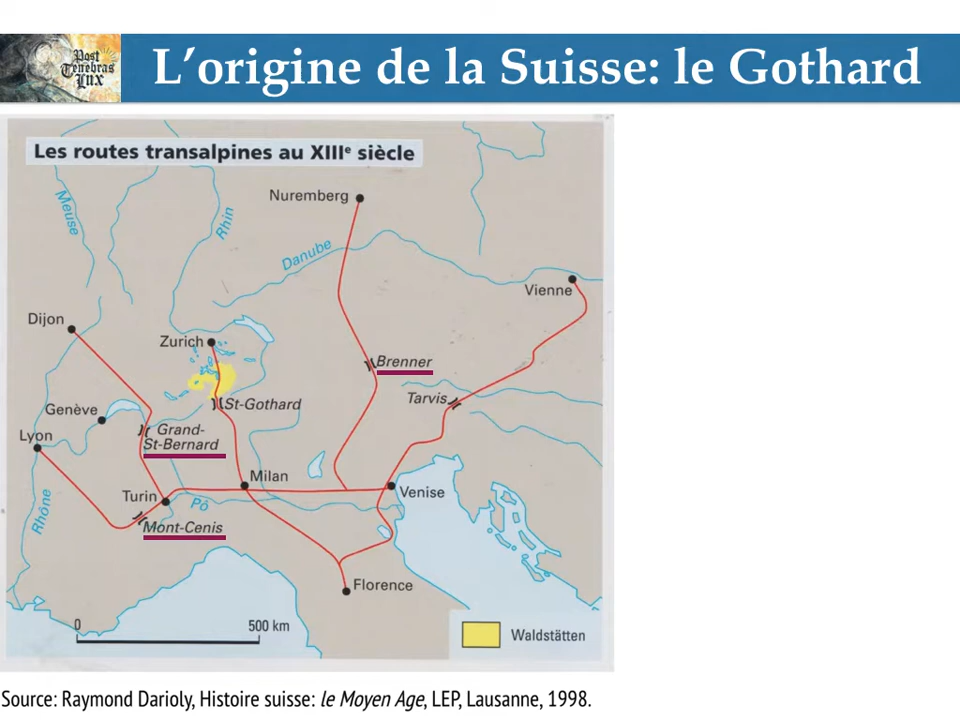 Post
Tenebras
Lux
L'origine de la Suisse: le Gothard
Les routes transalpines au XIIIe siècle
Nuremberg
Meuse
Rhin
Danube
Vienne
Dijon
Zurich
Brenner
Tarvis
St-Gothard
Genève
Grand-
St-Bernard
Lyon
Milan
Venise
Turin
Pô
Rhône
Mont-Cenis
Florence
0
500 km
Waldstätten
Source: Raymond Darioly, Histoire suisse: le Moyen Age, LEP, Lausanne, 1998.